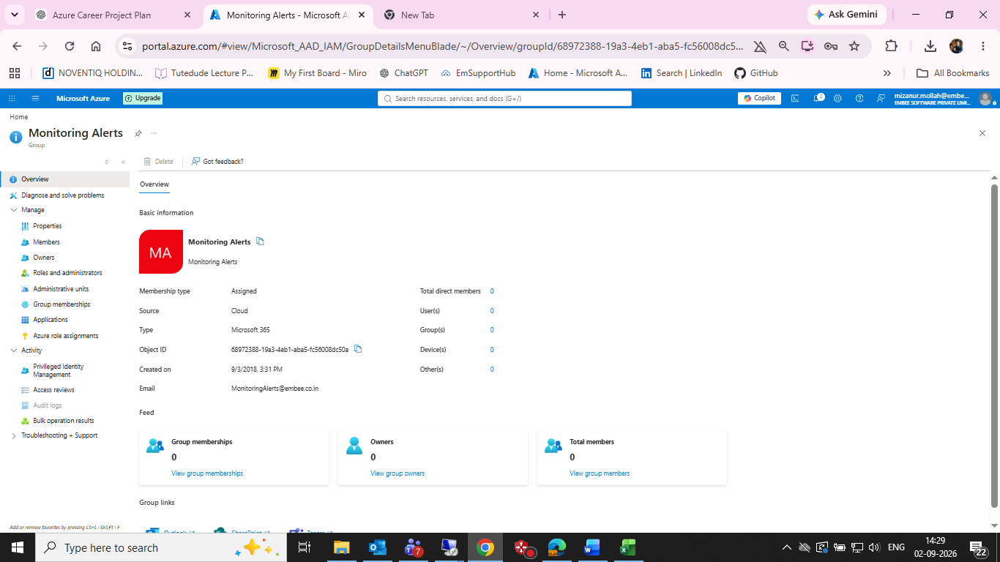 Azure Career Project Plan
Monitoring Alerts - Microsoft A
New Tab
Ask Gemini
portal.azure.com/#view/Microsoft_AAD_IAM/GroupDetailsMenuBlade/~/Overview/groupId/68972388-19a3-4eb1-aba5-fc56008dc5...
NOVENTIQ HOLDIN...
Tutedude Lecture P...
My First Board - Miro
ChatGPT
EmSupportHub
Home - Microsoft A...
Search | LinkedIn
GitHub
All Bookmarks
Microsoft Azure
Upgrade
Search resources, services, and docs (G+/)
Copilot
2
mizanur.mollah@embe...
EMBEE SOFTWARE PRIVATE LIMI...
Home
Monitoring Alerts
Group
Delete
Got feedback?
Overview
Diagnose and solve problems
Manage
Properties
Members
Owners
Roles and administrators
Administrative units
Group memberships
Applications
Azure role assignments
Activity
Privileged Identity
Management
Access reviews
Audit logs
Bulk operation results
Troubleshooting + Support
Add or remove favorites by pressing Ctrl+Shift+F
Overview
Basic information
MA
Monitoring Alerts
Monitoring Alerts
Membership type Assigned Total direct members 0
Source Cloud User(s) 0
Type Microsoft 365 Group(s) 0
Object ID 68972388-19a3-4eb1-aba5-fc56008dc50a Device(s) 0
Created on 9/3/2018, 3:31 PM Other(s) 0
Email MonitoringAlerts@embee.co.in
Feed
Group memberships
0
View group memberships
Owners
0
View group owners
Total members
0
View group members
Group links
Outlook SharePoint Teams
Type here to search
7
ENG
14:29
02-09-2026
22